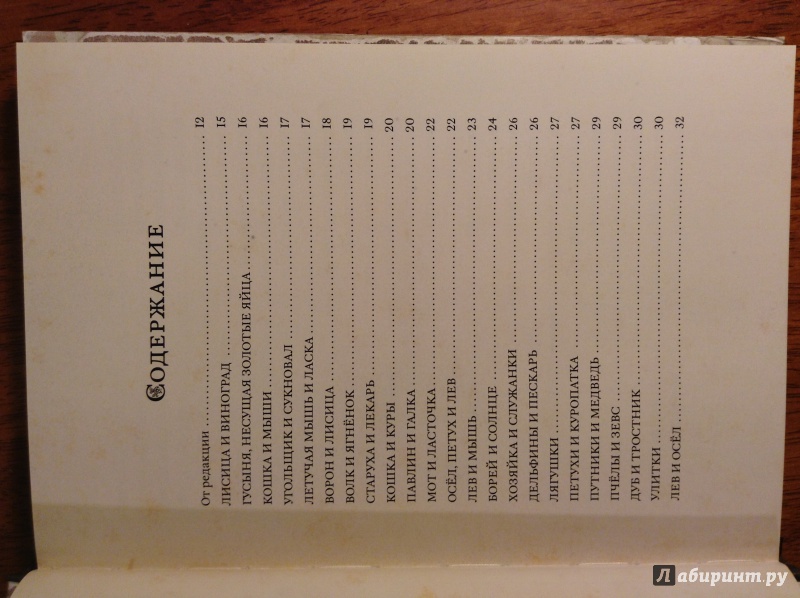 СОДЕРЖАНИЕ
От редакции ........ 12
ЛИСИЦА И ВИНОГРАД ........ 15
ГУСЫНЯ, НЕСУЩАЯ ЗОЛОТЫЕ ЯЙЦА ........ 16
КОШКА И МЫШИ ........ 16
УГОЛЬЩИК И СУКНОВАЛ ........ 17
ЛЕТУЧАЯ МЫШЬ И ЛАСКА ........ 17
ВОРОН И ЛИСИЦА ........ 18
ВОЛК И ЯГНЁНОК ........ 19
СТАРУХА И ЛЕКАРЬ ........ 19
КОШКА И КУРЫ ........ 20
ПАВЛИН И ГАЛКА ........ 20
МОТ И ЛАСТОЧКА ........ 22
ОСЁЛ, ПЕТУХ И ЛЕВ ........ 22
ЛЕВ И МЫШЬ ........ 23
БОРЕЙ И СОЛНЦЕ ........ 24
ХОЗЯЙКА И СЛУЖАНКИ ........ 26
ДЕЛЬФИНЫ И ПЕСКАРЬ ........ 26
ЛЯГУШКИ ........ 27
ПЕТУХИ И КУРОПАТКА ........ 27
ПУТНИКИ И МЕДВЕДЬ ........ 29
ПЧЁЛЫ И ЗЕВС ........ 29
ДУБ И ТРОСТНИК ........ 30
УЛИТКИ ........ 30
ЛЕВ И ОСЁЛ ........ 32
Лабиринт.ру